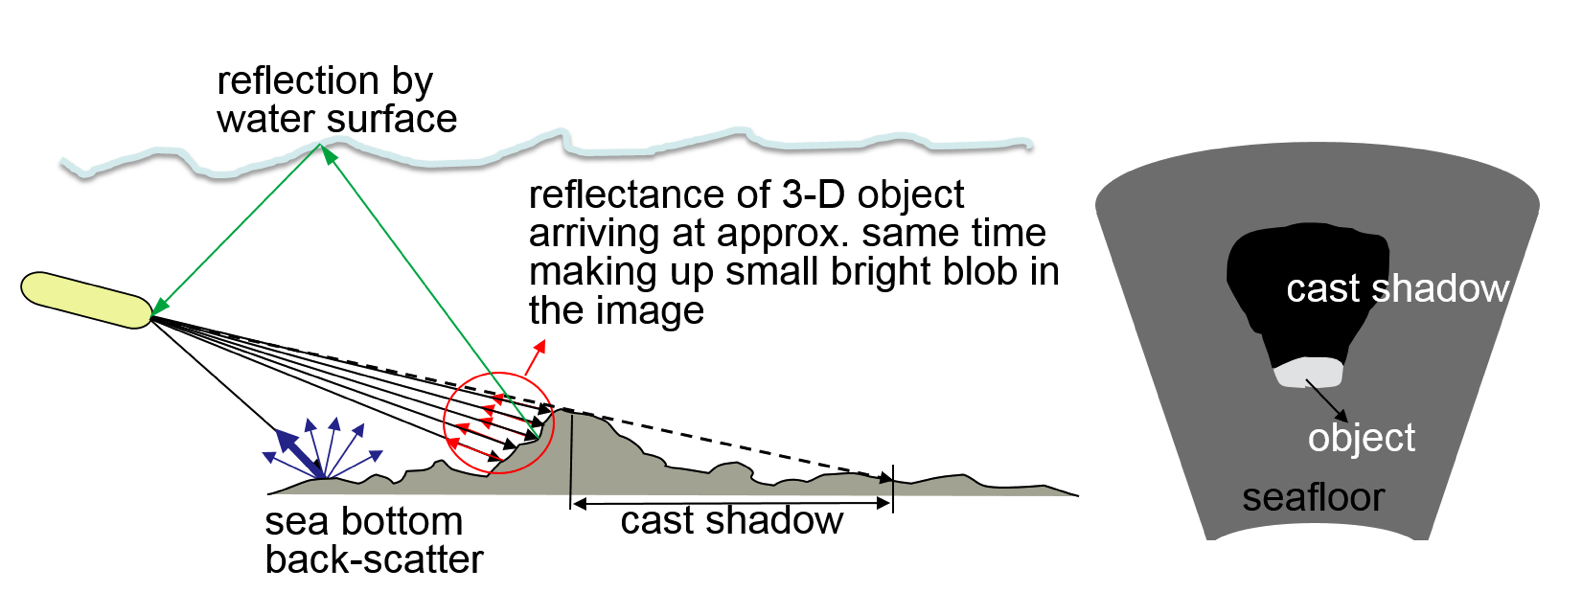 reflection by
water surface
reflectance of 3-D object
arriving at approx. same time
making up small bright blob in
the image
sea bottom
back-scatter
cast shadow
cast shadow
object
seafloor